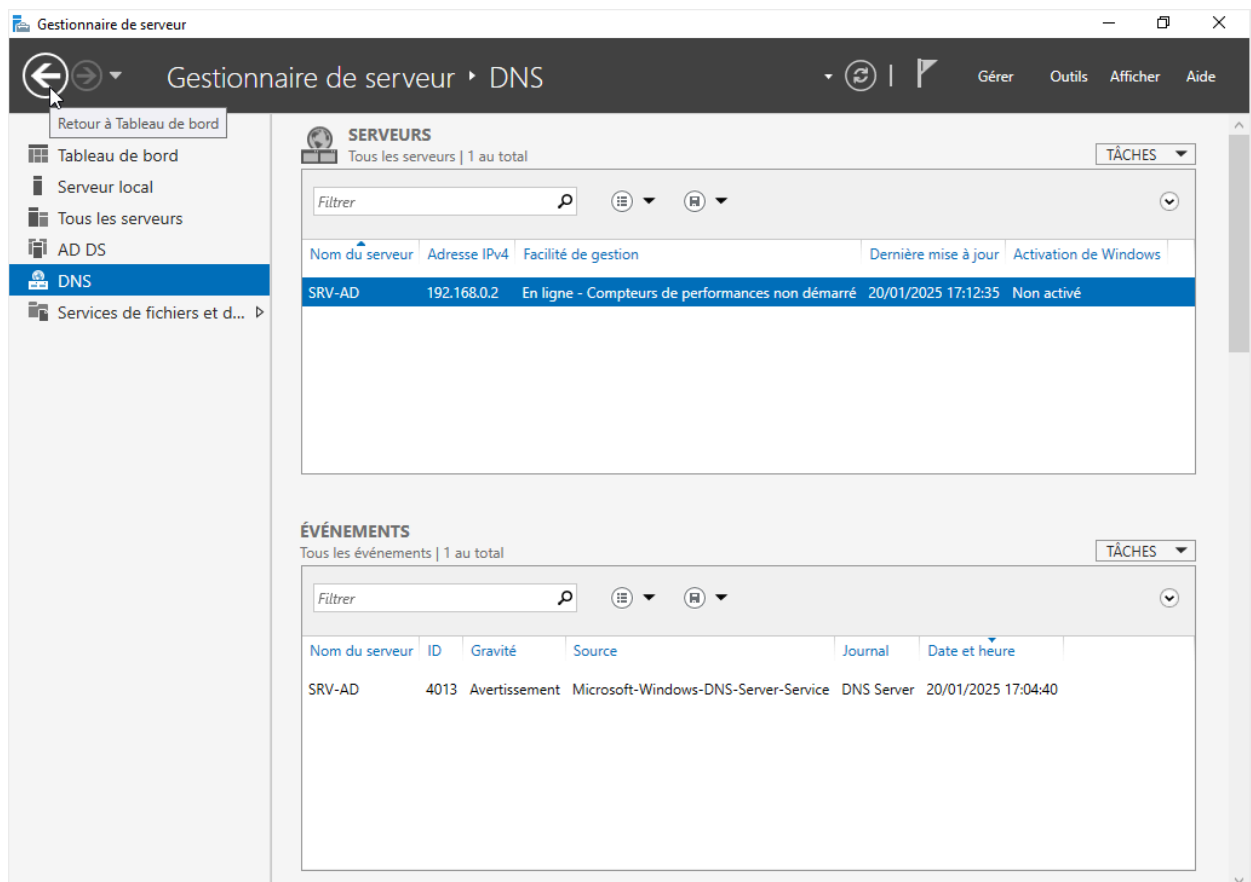 Gestionnaire de serveur
Gestionnaire de serveur • DNS
Gérer Outils Afficher Aide
Retour à Tableau de bord
Tableau de bord
Serveur local
Tous les serveurs
AD DS
DNS
Services de fichiers et d...
SERVEURS
Tous les serveurs | 1 au total
TÂCHES
Filtrer
Nom du serveur Adresse IPv4 Facilité de gestion Dernière mise à jour Activation de Windows
SRV-AD 192.168.0.2 En ligne - Compteurs de performances non démarré 20/01/2025 17:12:35 Non activé
ÉVÉNEMENTS
Tous les événements | 1 au total
TÂCHES
Filtrer
Nom du serveur ID Gravité Source Journal Date et heure
SRV-AD 4013 Avertissement Microsoft-Windows-DNS-Server-Service DNS Server 20/01/2025 17:04:40